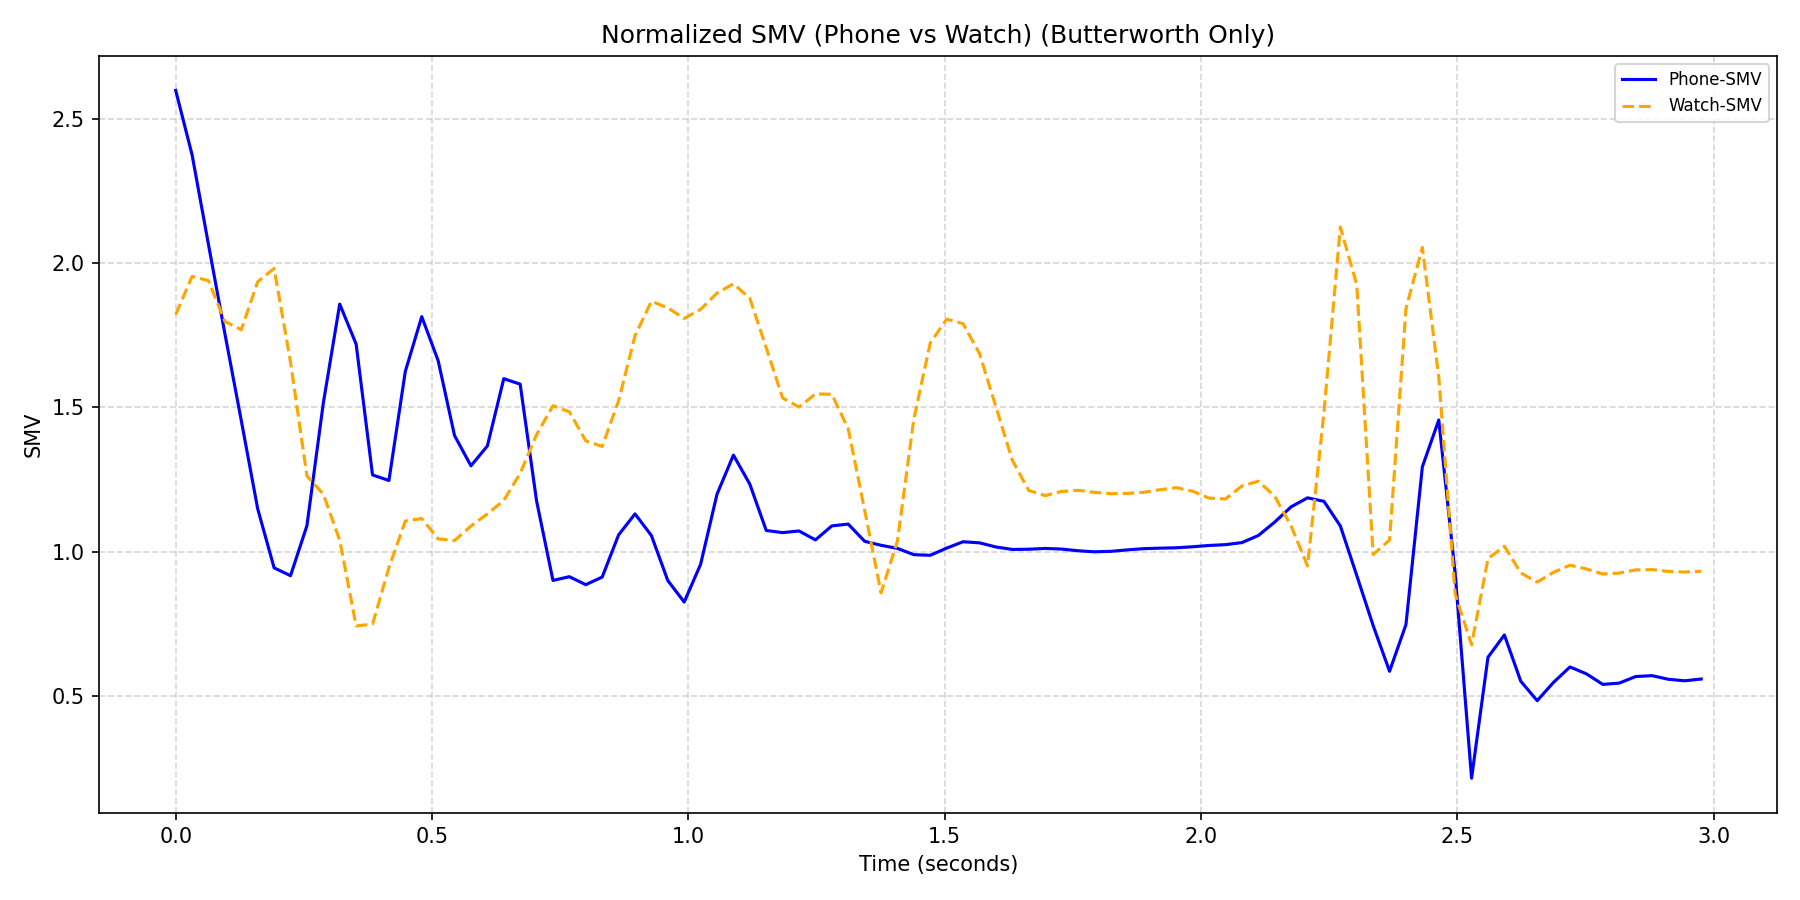 Normalized SMV (Phone vs Watch) (Butterworth Only)
Phone-SMV
Watch-SMV
2.5
2.0
1.5
1.0
0.5
SMV
0.0 0.5 1.0 1.5 2.0 2.5 3.0
Time (seconds)